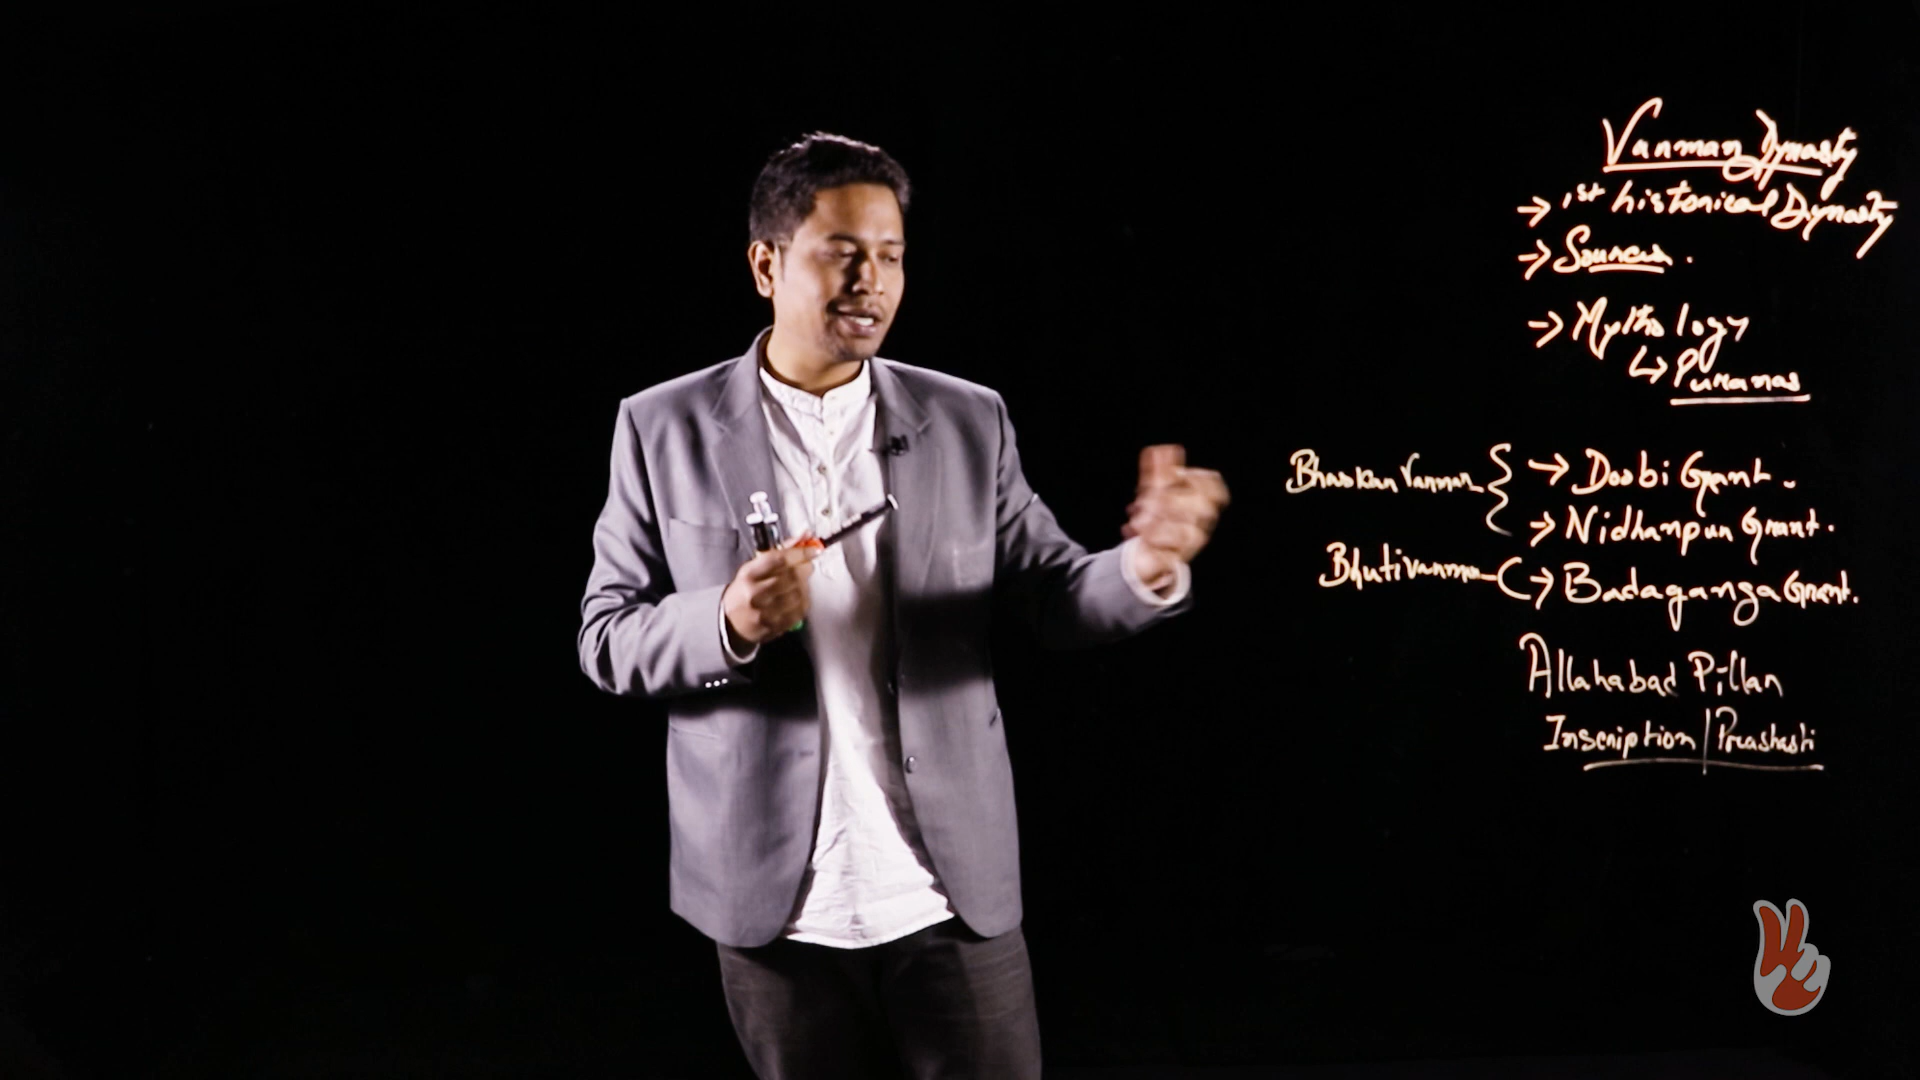 Varman Dynasty
→ 1st historical Dynasty
→ Sources.
→ Mythology
↳ Puranas
Bhaskar Varman { → Doobi Grant.
→ Nidhanpur Grant.
Bhutivarman ( → Badaganga Grant.
Allahabad Pillar
Inscription | Prashasti